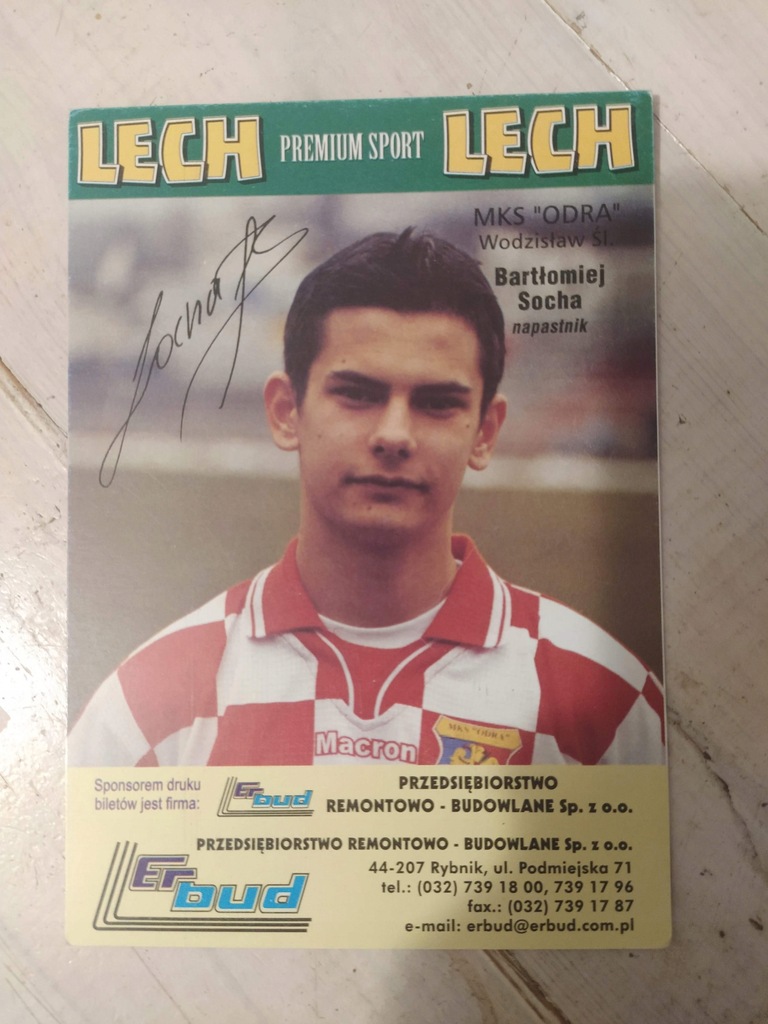 LECH PREMIUM SPORT LECH
MKS "ODRA"
Wodzisław Śl.
Bartłomiej
Socha
napastnik
Socha
Macron
MKS "ODRA"
Sponsorem druku
biletów jest firma:
Erbud
PRZEDSIĘBIORSTWO
REMONTOWO - BUDOWLANE Sp. z o.o.
PRZEDSIĘBIORSTWO REMONTOWO - BUDOWLANE Sp. z o.o.
Erbud
44-207 Rybnik, ul. Podmiejska 71
tel.: (032) 739 18 00, 739 17 96
fax.: (032) 739 17 87
e-mail: erbud@erbud.com.pl